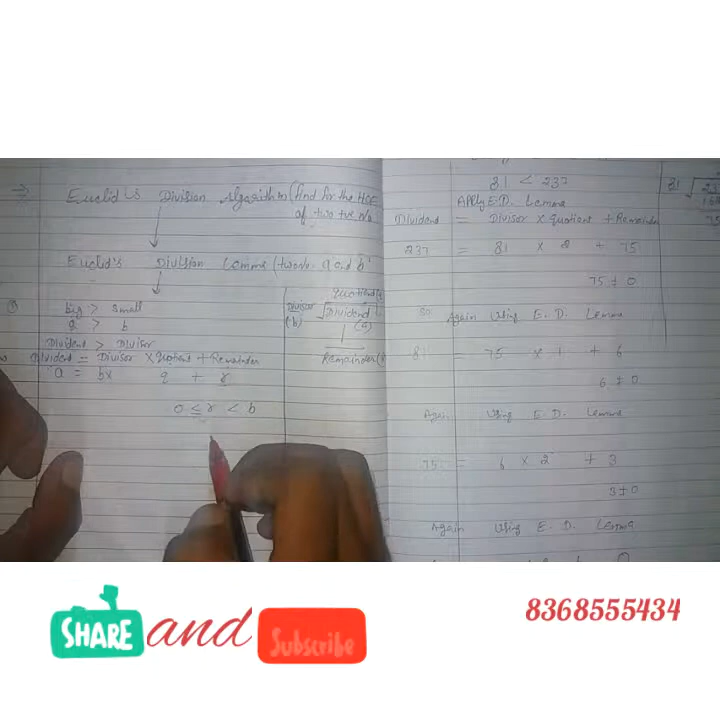 ⇒ Euclid's Division Algorithm (find for the HCF
of two +ve no.
Euclid's Division Lemma (two no. a and b)
big > small
a > b
Dividend > Divisor
Dividend = Divisor × Quotient + Remainder
a = b× q + r
0 ≤ r < b
Quotient
Divisor √Dividend
(b) (a)
Remainder
81 < 237
Apply E.D. Lemma
Dividend = Divisor × Quotient + Remainder
237 = 81 × 2 + 75
75 ≠ 0
So Again Using E. D. Lemma
81 = 75 × 1 + 6
6 ≠ 0
Again Using E D. Lemma
75 = 6 × 2 + 3
3 ≠ 0
Again Using E. D. Lemma
81
SHARE and Subscribe
8368555434